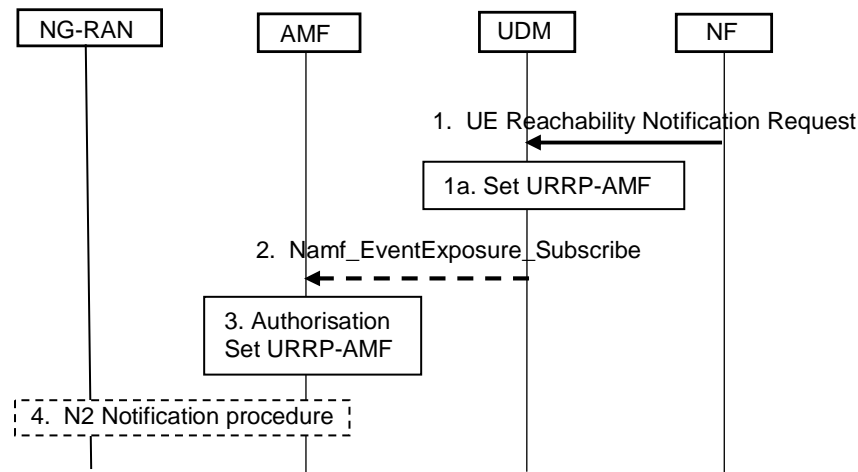 NG-RAN
AMF
UDM
NF
1. UE Reachability Notification Request
1a. Set URRP-AMF
2. Namf_EventExposure_Subscribe
3. Authorisation
Set URRP-AMF
4. N2 Notification procedure